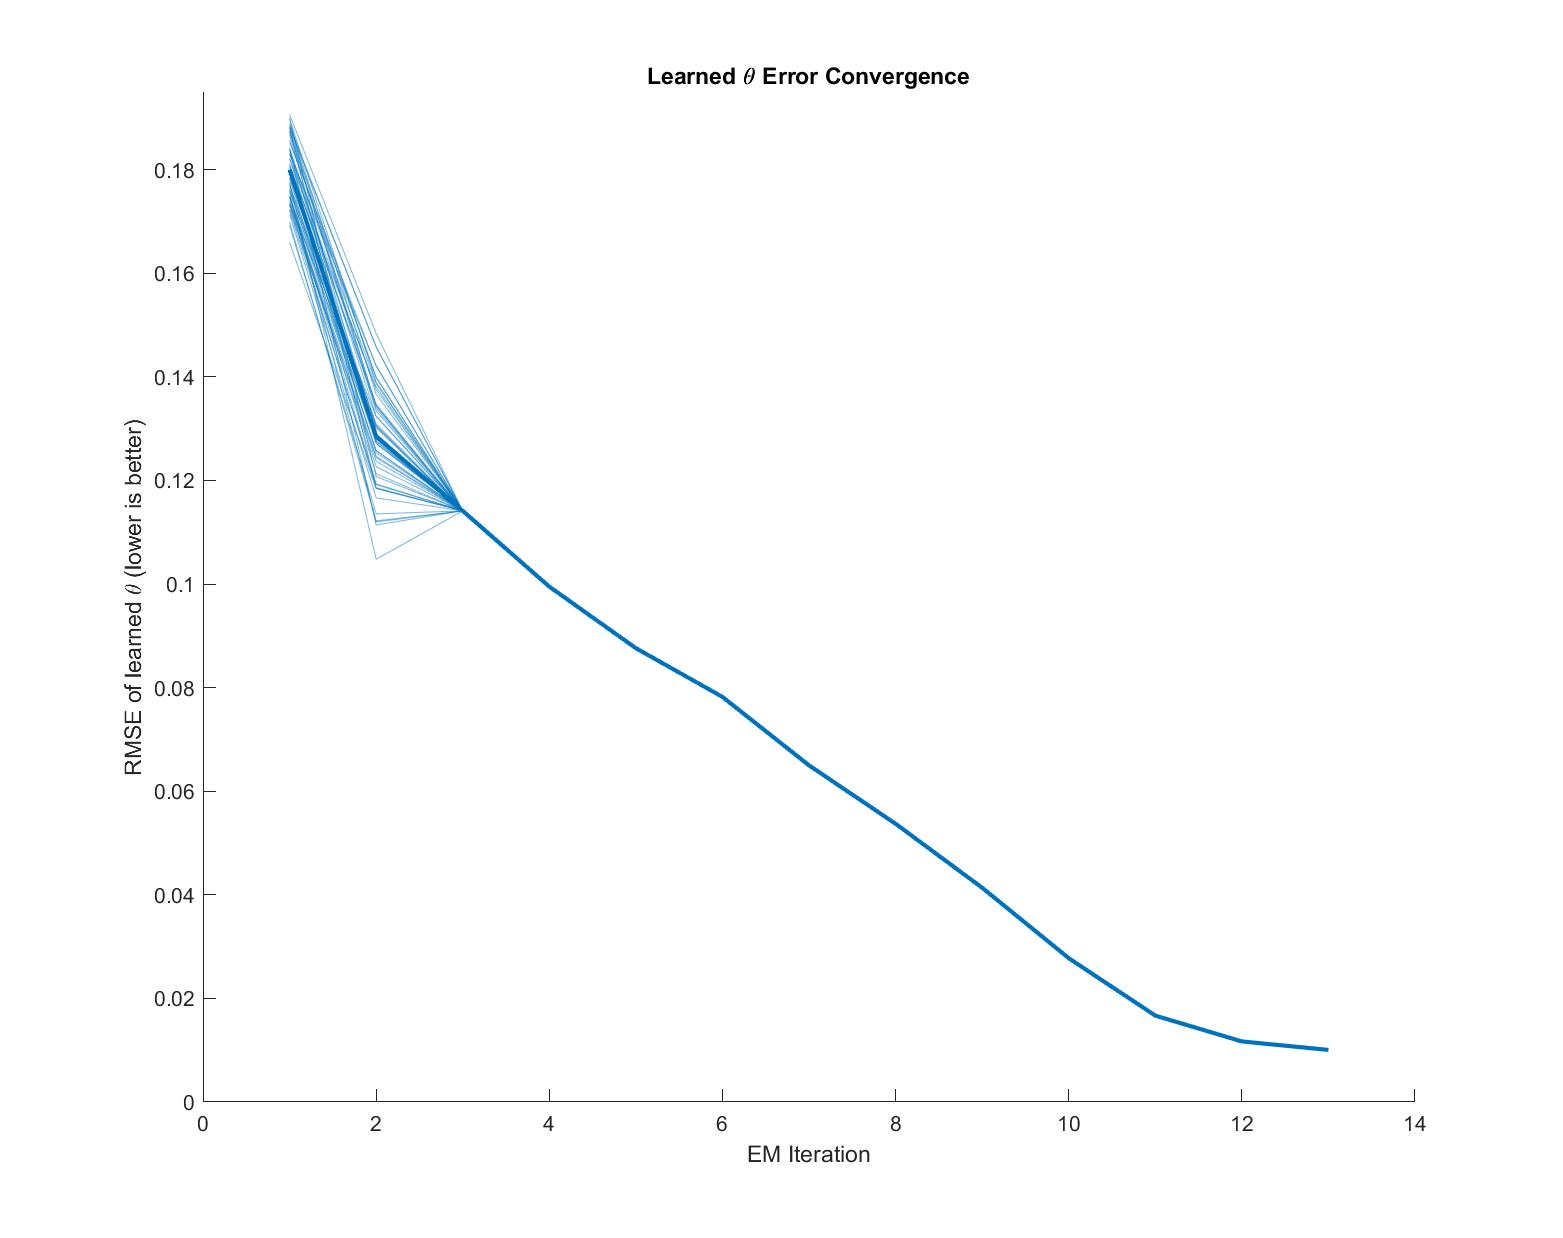 Learned θ Error Convergence
RMSE of learned θ (lower is better)
0.18
0.16
0.14
0.12
0.1
0.08
0.06
0.04
0.02
0
0 2 4 6 8 10 12 14
EM Iteration